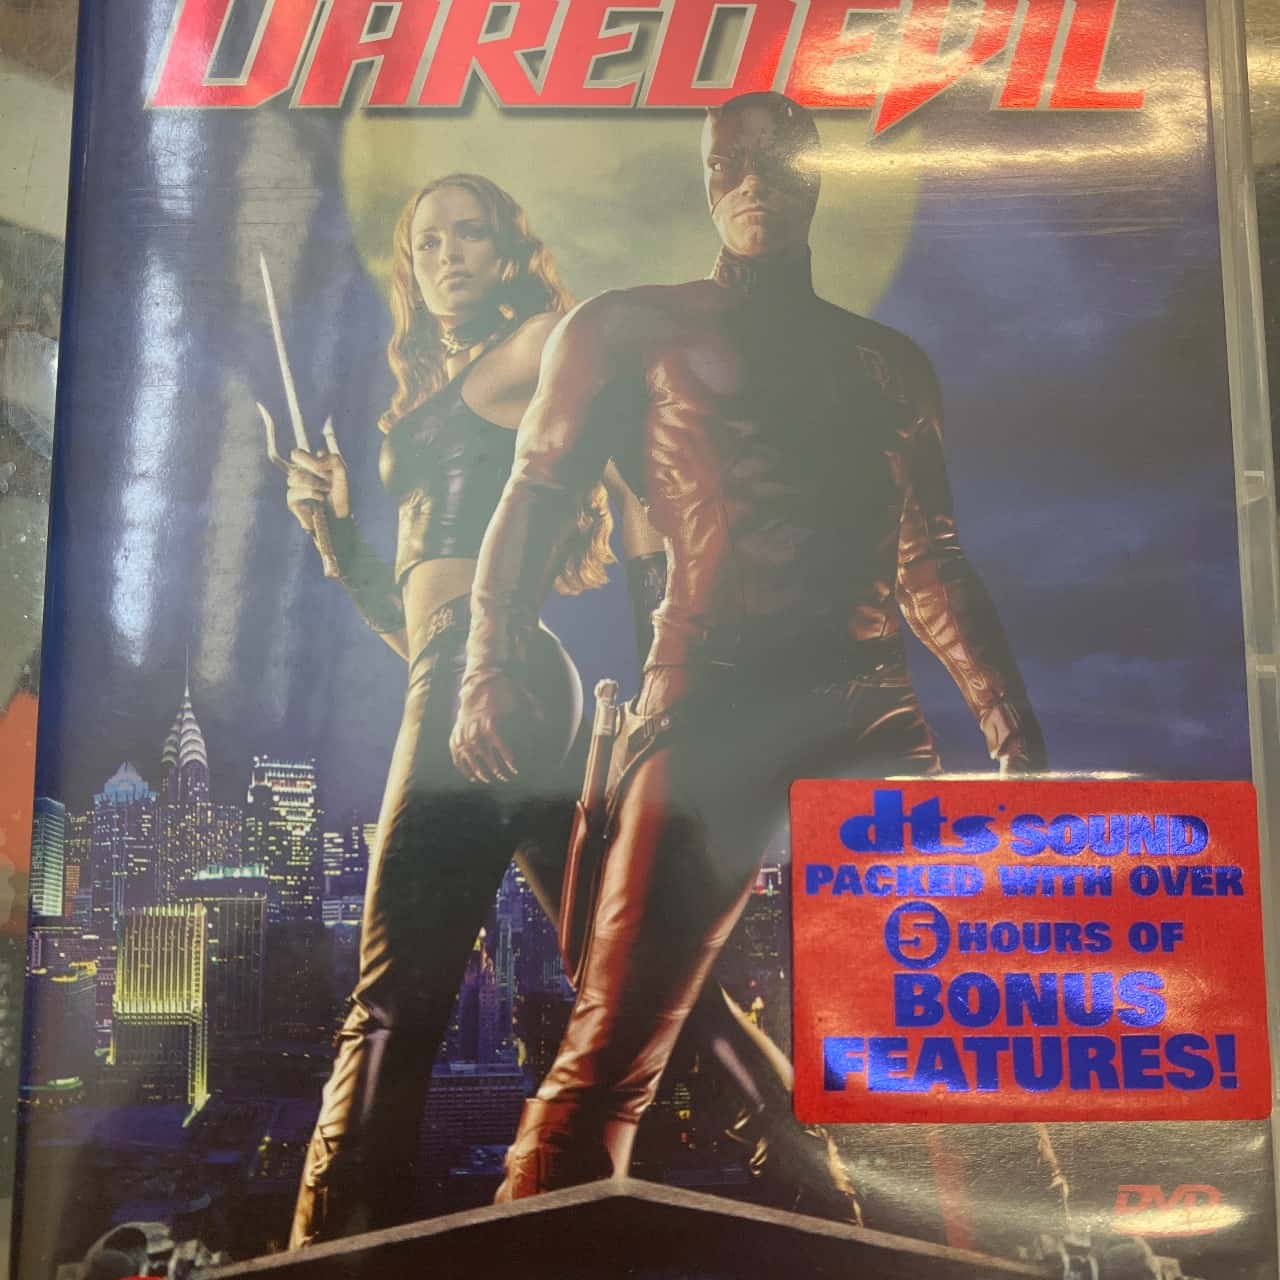 DAREDEVIL
dts SOUND
PACKED WITH OVER
5 HOURS OF
BONUS
FEATURES!
DVD